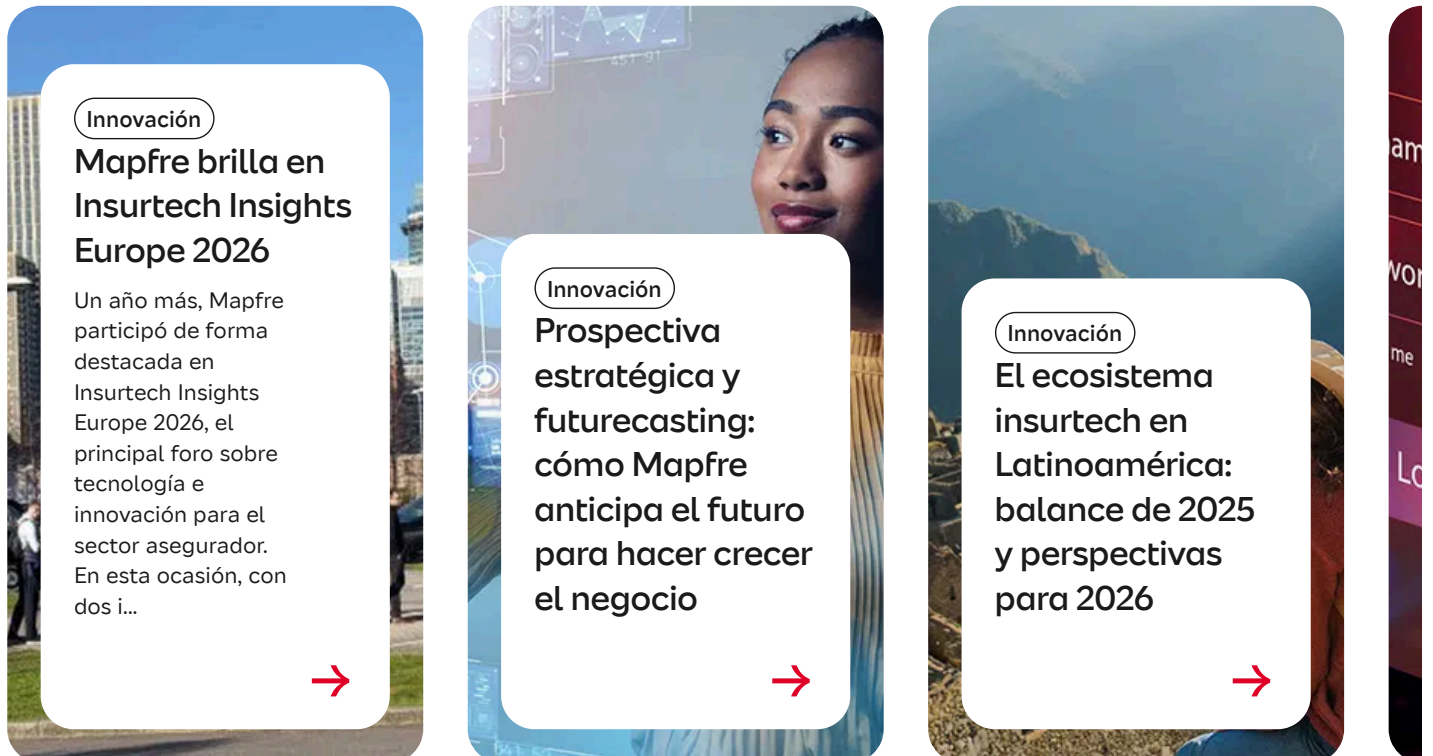 Innovación
Mapfre brilla en
Insurtech Insights
Europe 2026
Un año más, Mapfre
participó de forma
destacada en
Insurtech Insights
Europe 2026, el
principal foro sobre
tecnología e
innovación para el
sector asegurador.
En esta ocasión, con
dos i...
451 91
Innovación
Prospectiva
estratégica y
futurecasting:
cómo Mapfre
anticipa el futuro
para hacer crecer
el negocio
Innovación
El ecosistema
insurtech en
Latinoamérica:
balance de 2025
y perspectivas
para 2026
me